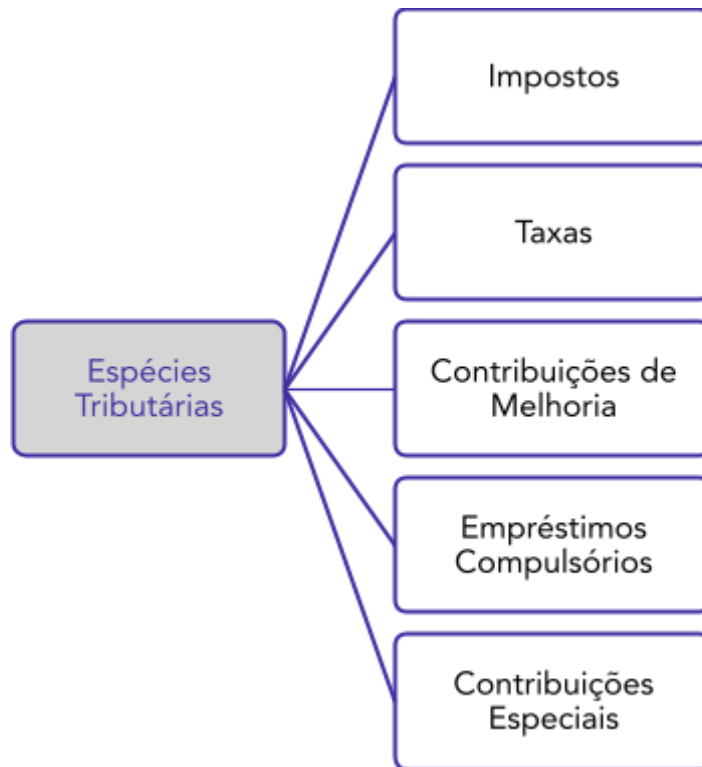 Espécies
Tributárias
Impostos
Taxas
Contribuições de
Melhoria
Empréstimos
Compulsórios
Contribuições
Especiais